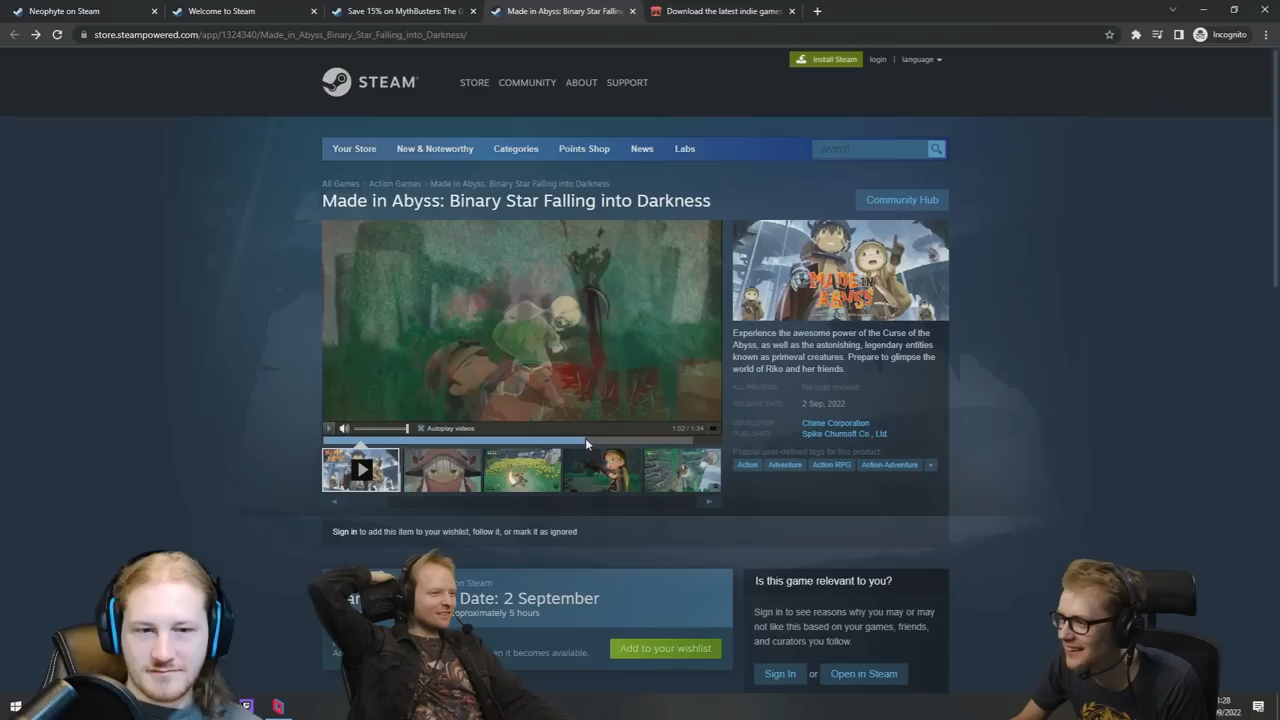 Neophyte on Steam
Welcome to Steam
Save 15% on MythBusters: The G
Made in Abyss: Binary Star Fallin
Download the latest indie games
store.steampowered.com/app/1324340/Made_in_Abyss_Binary_Star_Falling_into_Darkness/
Incognito
Install Steam login | language
STEAM
STORE COMMUNITY ABOUT SUPPORT
Your Store New & Noteworthy Categories Points Shop News Labs search
All Games > Action Games > Made in Abyss: Binary Star Falling into Darkness
Made in Abyss: Binary Star Falling into Darkness
Community Hub
MADE IN ABYSS
Experience the awesome power of the Curse of the
Abyss, as well as the astonishing, legendary entities
known as primeval creatures. Prepare to glimpse the
world of Riko and her friends.
ALL REVIEWS: No user reviews
RELEASE DATE: 2 Sep, 2022
DEVELOPER: Chime Corporation
PUBLISHER: Spike Chunsoft Co., Ltd.
Popular user-defined tags for this product:
Action Adventure Action RPG Action-Adventure +
Autoplay videos 1:02 / 1:34
Sign in to add this item to your wishlist, follow it, or mark it as ignored
on Steam
Date: 2 September
5 hours
it becomes available.
Add to your wishlist
Is this game relevant to you?
Sign in to see reasons why you may or may
not like this based on your games, friends,
and curators you follow.
Sign In or Open in Steam